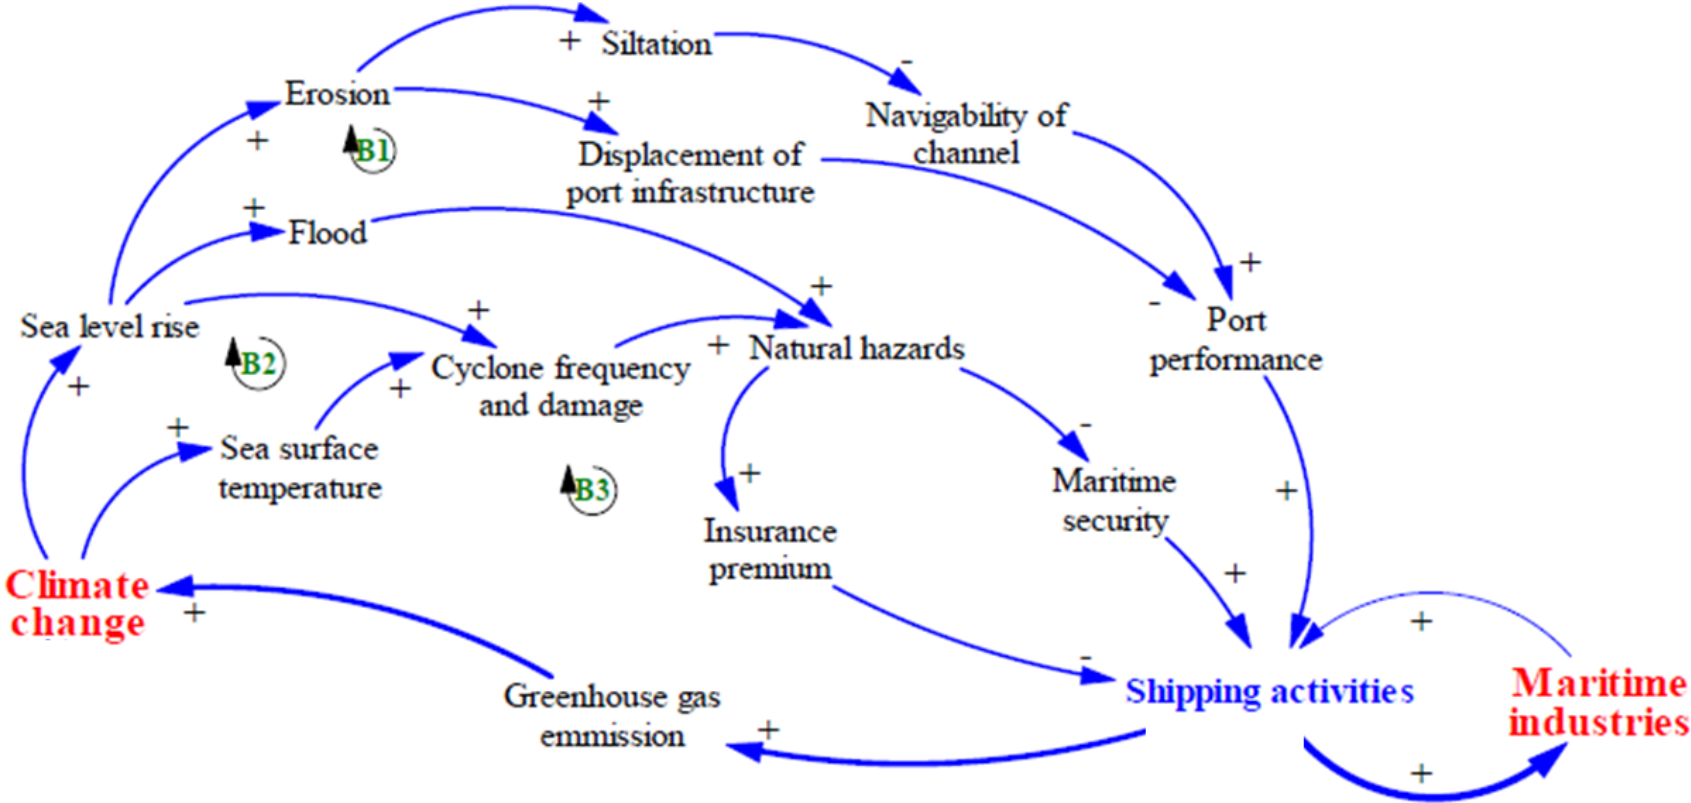 + Siltation
-
Erosion
+
Navigability of
channel
+
B1
Displacement of
port infrastructure
+
Flood
+
+
-
Port
performance
Sea level rise
+
B2
+
Cyclone frequency
and damage
+
+ Natural hazards
+
Sea surface
temperature
-
Maritime
security
+
B3
+
Insurance
premium
+
Climate
change
+
+
-
Shipping activities
Maritime
industries
Greenhouse gas
emmission
+
+